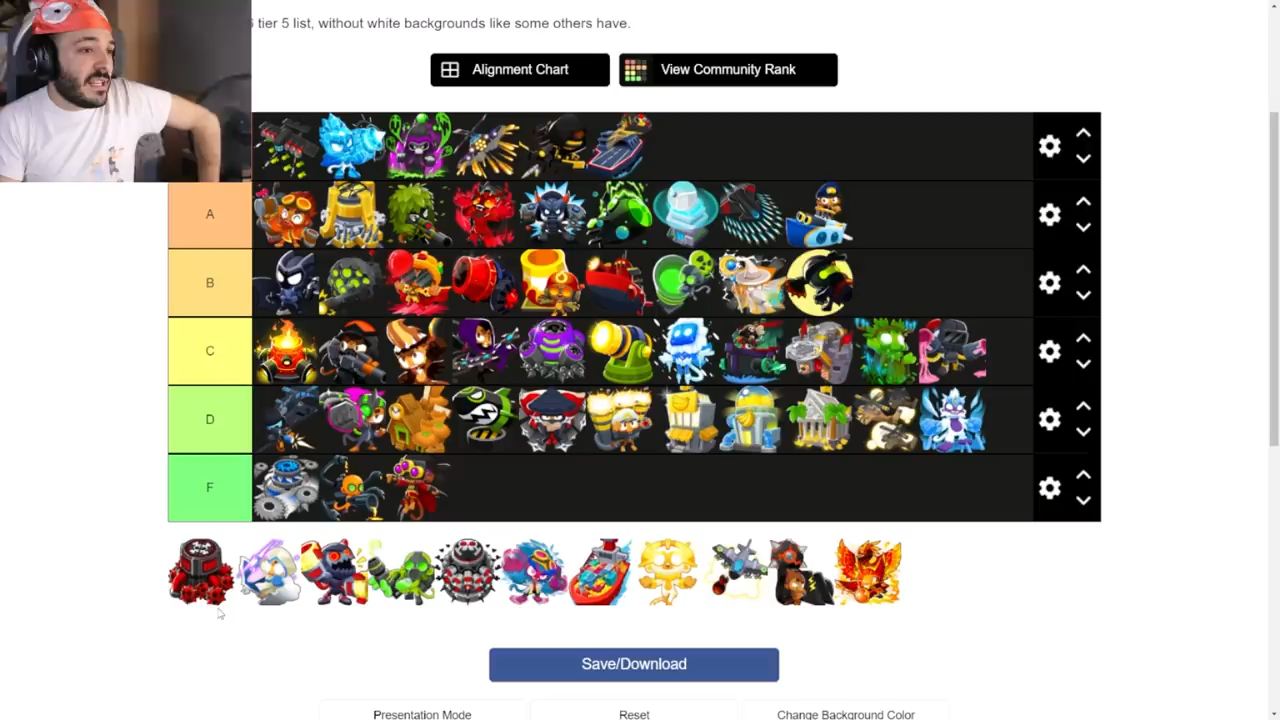 tier 5 list, without white backgrounds like some others have.
Alignment Chart
View Community Rank
A
B
C
D
F
Save/Download
Presentation Mode
Reset
Change Background Color